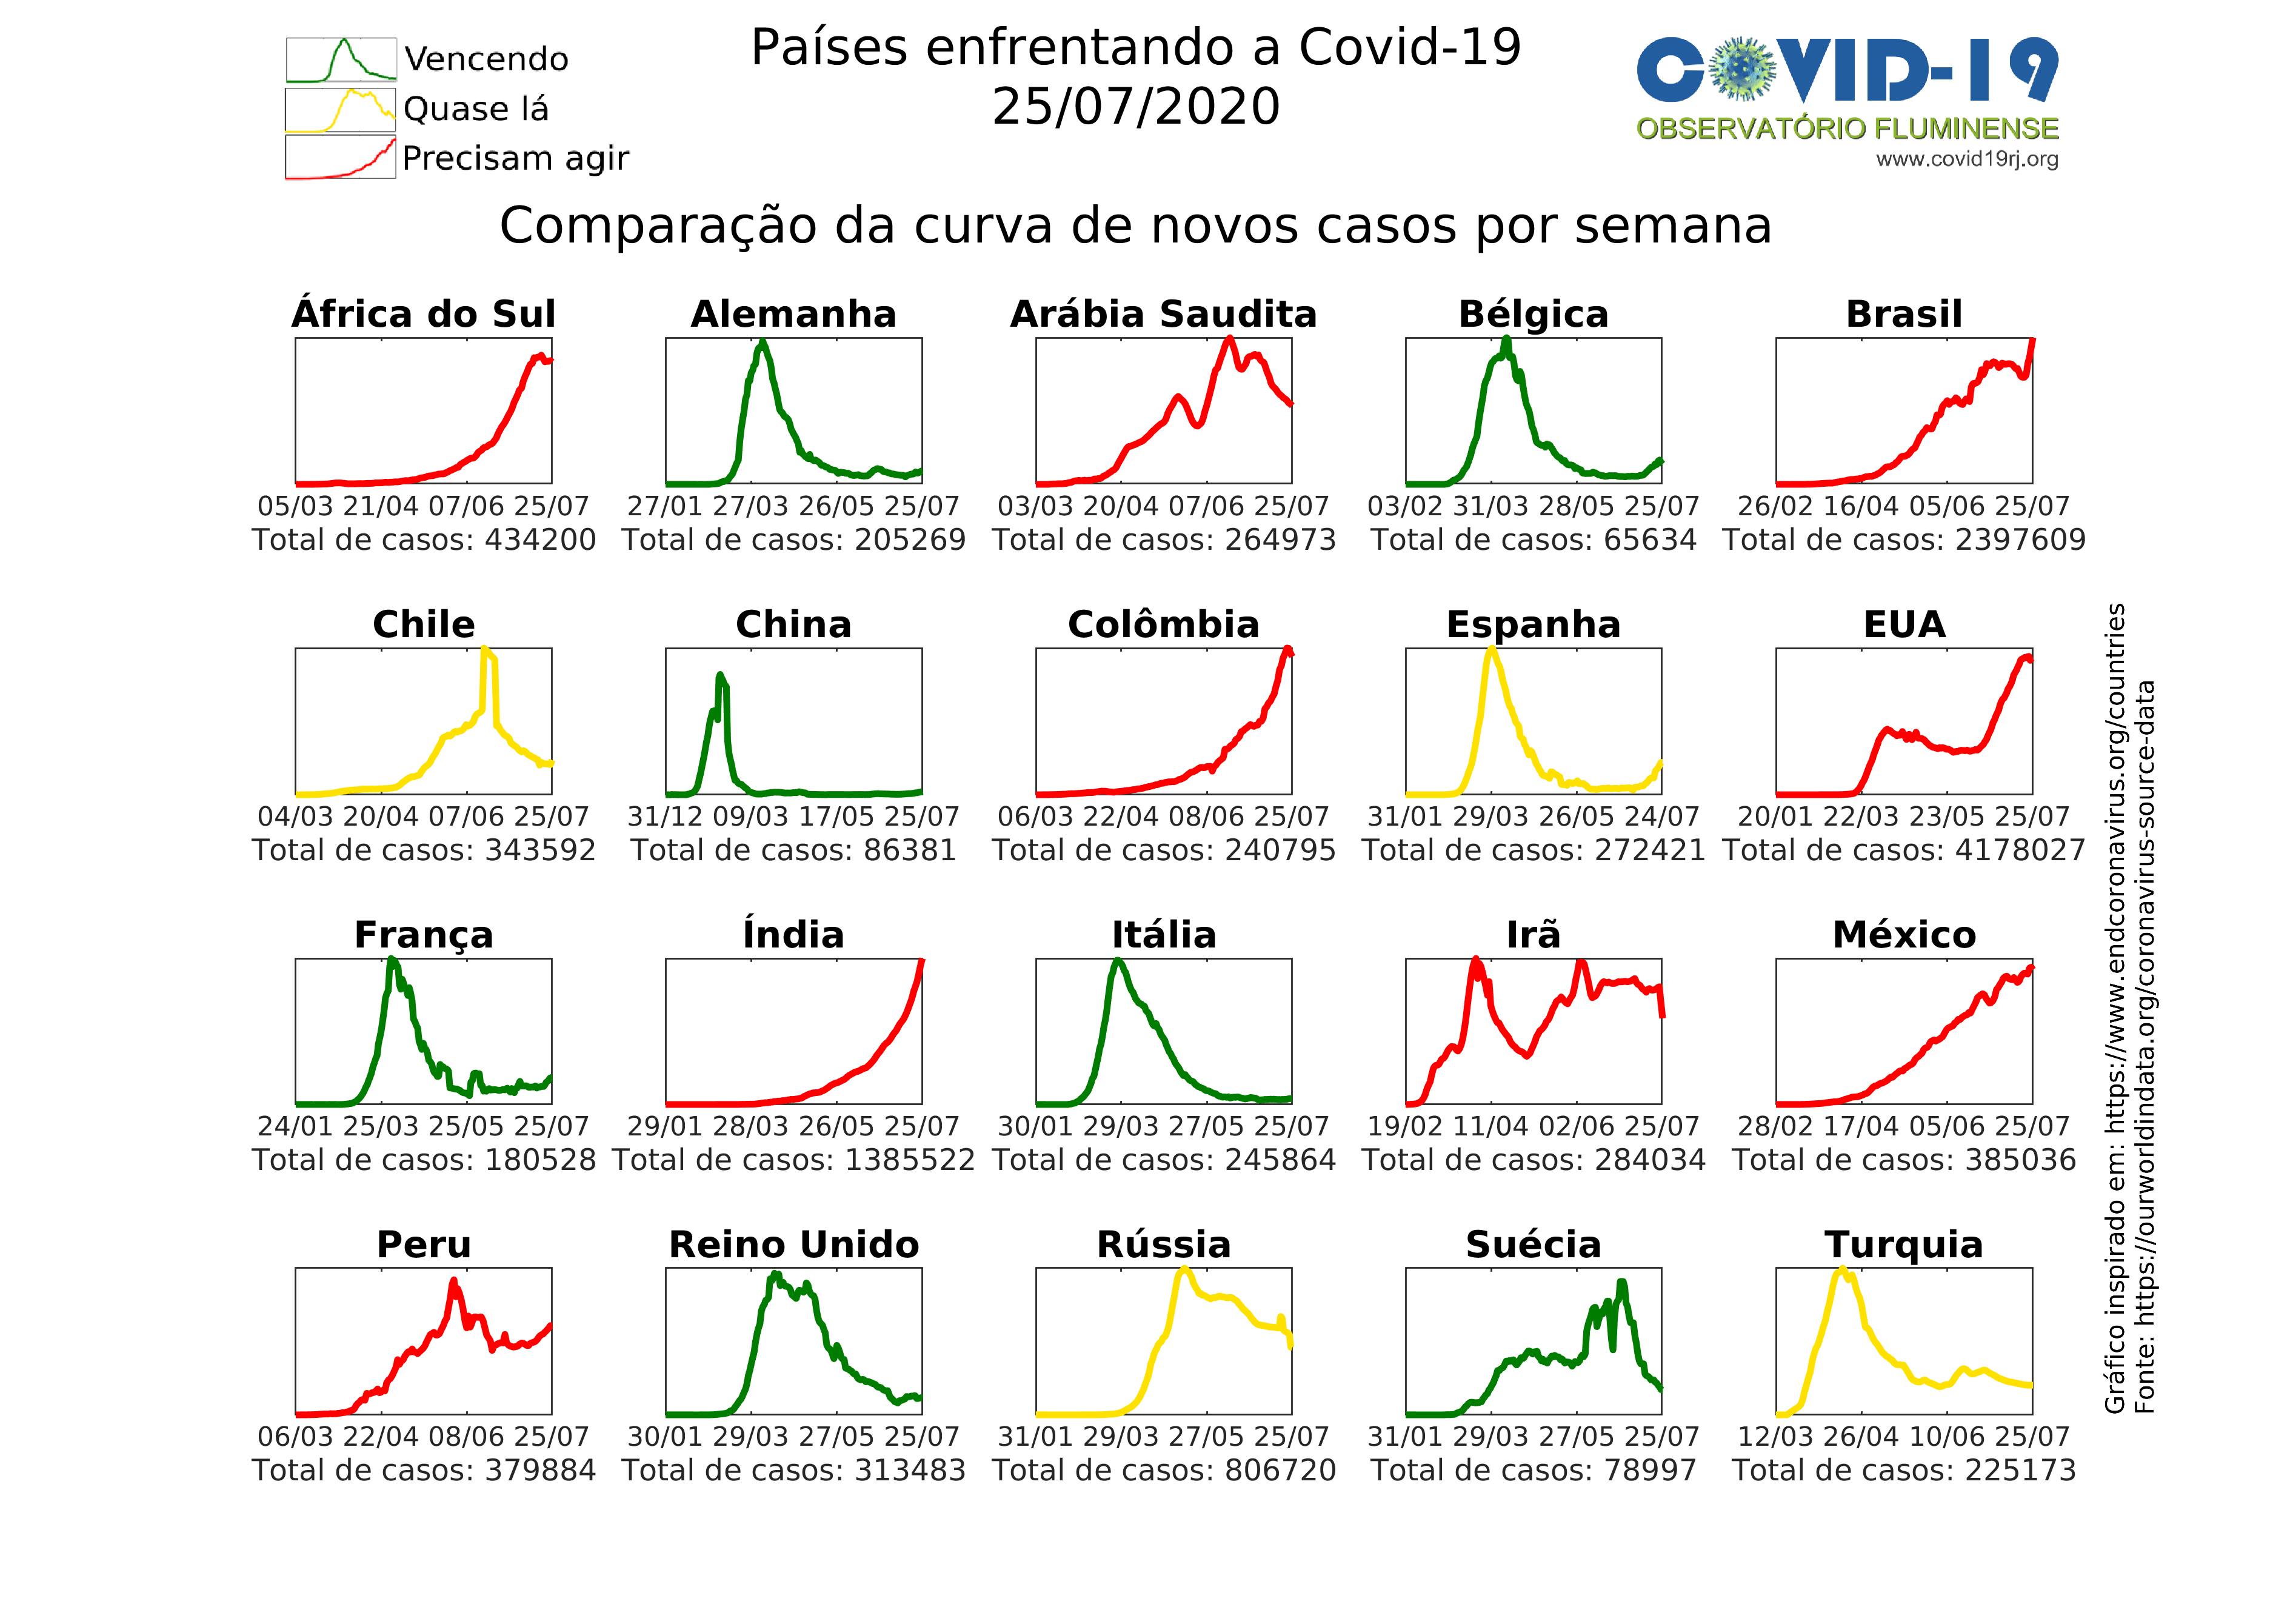 Vencendo
Quase lá
Precisam agir
Países enfrentando a Covid-19
25/07/2020
COVID-19
OBSERVATÓRIO FLUMINENSE
www.covid19rj.org
Comparação da curva de novos casos por semana
África do Sul
05/03 21/04 07/06 25/07
Total de casos: 434200
Alemanha
27/01 27/03 26/05 25/07
Total de casos: 205269
Arábia Saudita
03/03 20/04 07/06 25/07
Total de casos: 264973
Bélgica
03/02 31/03 28/05 25/07
Total de casos: 65634
Brasil
26/02 16/04 05/06 25/07
Total de casos: 2397609
Chile
04/03 20/04 07/06 25/07
Total de casos: 343592
China
31/12 09/03 17/05 25/07
Total de casos: 86381
Colômbia
06/03 22/04 08/06 25/07
Total de casos: 240795
Espanha
31/01 29/03 26/05 24/07
Total de casos: 272421
EUA
20/01 22/03 23/05 25/07
Total de casos: 4178027
França
24/01 25/03 25/05 25/07
Total de casos: 180528
Índia
29/01 28/03 26/05 25/07
Total de casos: 1385522
Itália
30/01 29/03 27/05 25/07
Total de casos: 245864
Irã
19/02 11/04 02/06 25/07
Total de casos: 284034
México
28/02 17/04 05/06 25/07
Total de casos: 385036
Peru
06/03 22/04 08/06 25/07
Total de casos: 379884
Reino Unido
30/01 29/03 27/05 25/07
Total de casos: 313483
Rússia
31/01 29/03 27/05 25/07
Total de casos: 806720
Suécia
31/01 29/03 27/05 25/07
Total de casos: 78997
Turquia
12/03 26/04 10/06 25/07
Total de casos: 225173
Gráfico inspirado em: https://www.endcoronavirus.org/countries
Fonte: https://ourworldindata.org/coronavirus-source-data